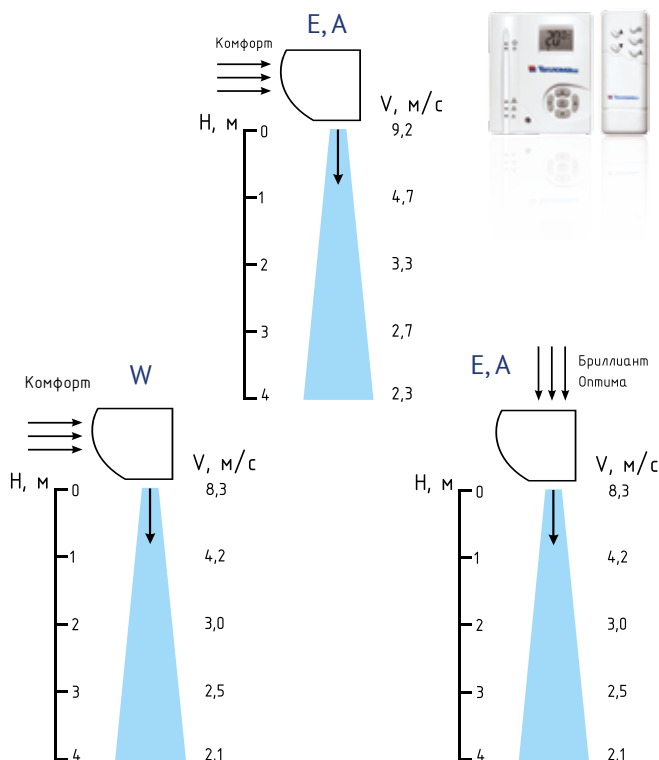 E, A
Комфорт
H, м
V, м/с
0 9,2
1 4,7
2 3,3
3 2,7
4 2,3
20°
Тепломаш
Комфорт
W
H, м
V, м/с
0 8,3
1 4,2
2 3,0
3 2,5
4 2,1
E, A
Бриллиант
Оптима
H, м
V, м/с
0 8,3
1 4,2
2 3,0
3 2,5
4 2,1